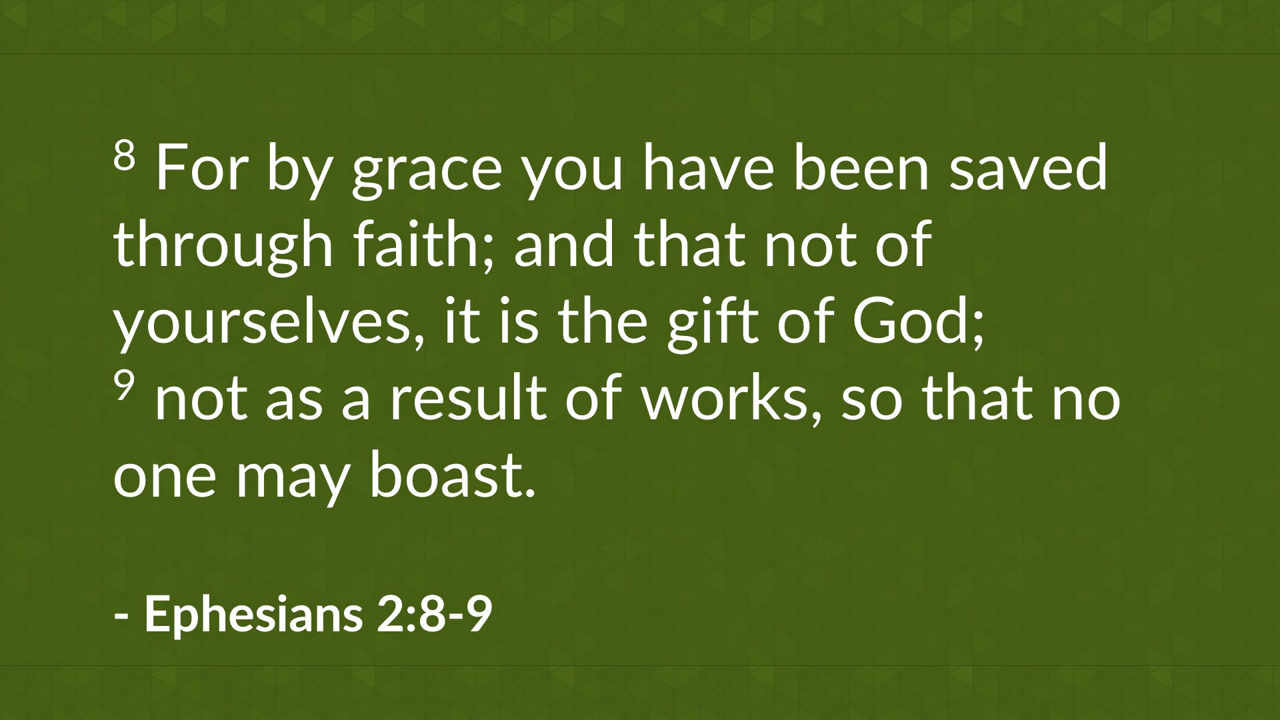 ⁸ For by grace you have been saved
through faith; and that not of
yourselves, it is the gift of God;
⁹ not as a result of works, so that no
one may boast.
- Ephesians 2:8-9